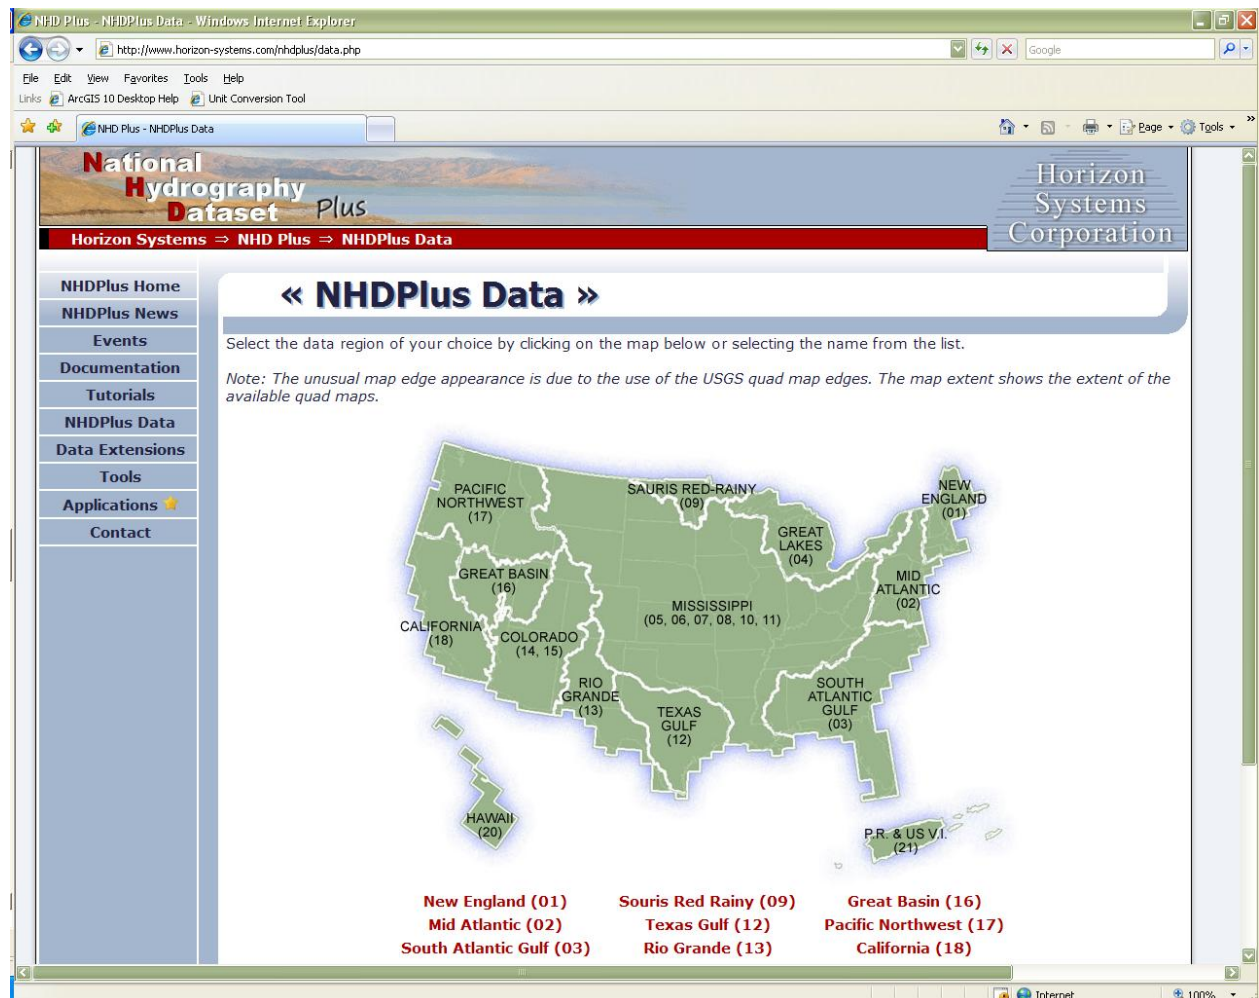 NHD Plus - NHDPlus Data - Windows Internet Explorer
http://www.horizon-systems.com/nhdplus/data.php
Google
File Edit View Favorites Tools Help
Links ArcGIS 10 Desktop Help Unit Conversion Tool
NHD Plus - NHDPlus Data
Page Tools »
National
Hydrography
Dataset Plus
Horizon
Systems
Corporation
Horizon Systems ⇒ NHD Plus ⇒ NHDPlus Data
NHDPlus Home
NHDPlus News
Events
Documentation
Tutorials
NHDPlus Data
Data Extensions
Tools
Applications
Contact
« NHDPlus Data »
Select the data region of your choice by clicking on the map below or selecting the name from the list.
Note: The unusual map edge appearance is due to the use of the USGS quad map edges. The map extent shows the extent of the
available quad maps.
PACIFIC
NORTHWEST
(17)
SAURIS RED-RAINY
(09)
NEW
ENGLAND
(01)
GREAT
LAKES
(04)
GREAT BASIN
(16)
MID
ATLANTIC
(02)
MISSISSIPPI
(05, 06, 07, 08, 10, 11)
CALIFORNIA
(18)
COLORADO
(14, 15)
RIO
GRANDE
(13)
TEXAS
GULF
(12)
SOUTH
ATLANTIC
GULF
(03)
HAWAII
(20)
P.R. & US V.I.
(21)
New England (01) Souris Red Rainy (09) Great Basin (16)
Mid Atlantic (02) Texas Gulf (12) Pacific Northwest (17)
South Atlantic Gulf (03) Rio Grande (13) California (18)
Internet 100%